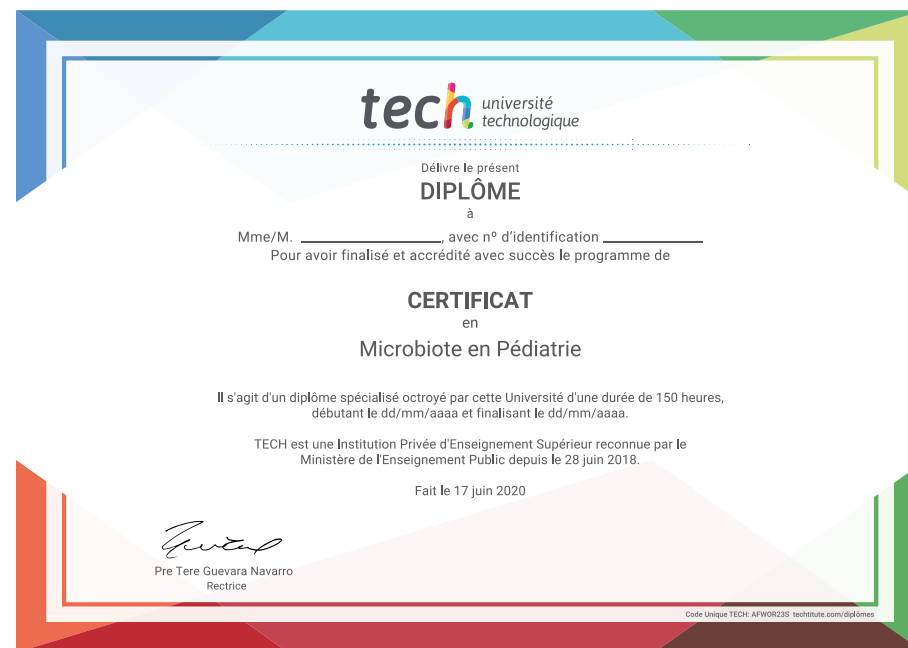 tech université
technologique
Délivre le présent
DIPLÔME
à
Mme/M. ____________________, avec nº d'identification ______________
Pour avoir finalisé et accrédité avec succès le programme de
CERTIFICAT
en
Microbiote en Pédiatrie
Il s'agit d'un diplôme spécialisé octroyé par cette Université d'une durée de 150 heures,
débutant le dd/mm/aaaa et finalisant le dd/mm/aaaa.
TECH est une Institution Privée d'Enseignement Supérieur reconnue par le
Ministère de l'Enseignement Public depuis le 28 juin 2018.
Fait le 17 juin 2020
Pre Tere Guevara Navarro
Rectrice
Code Unique TECH: AFWOR23S techtitute.com/diplômes